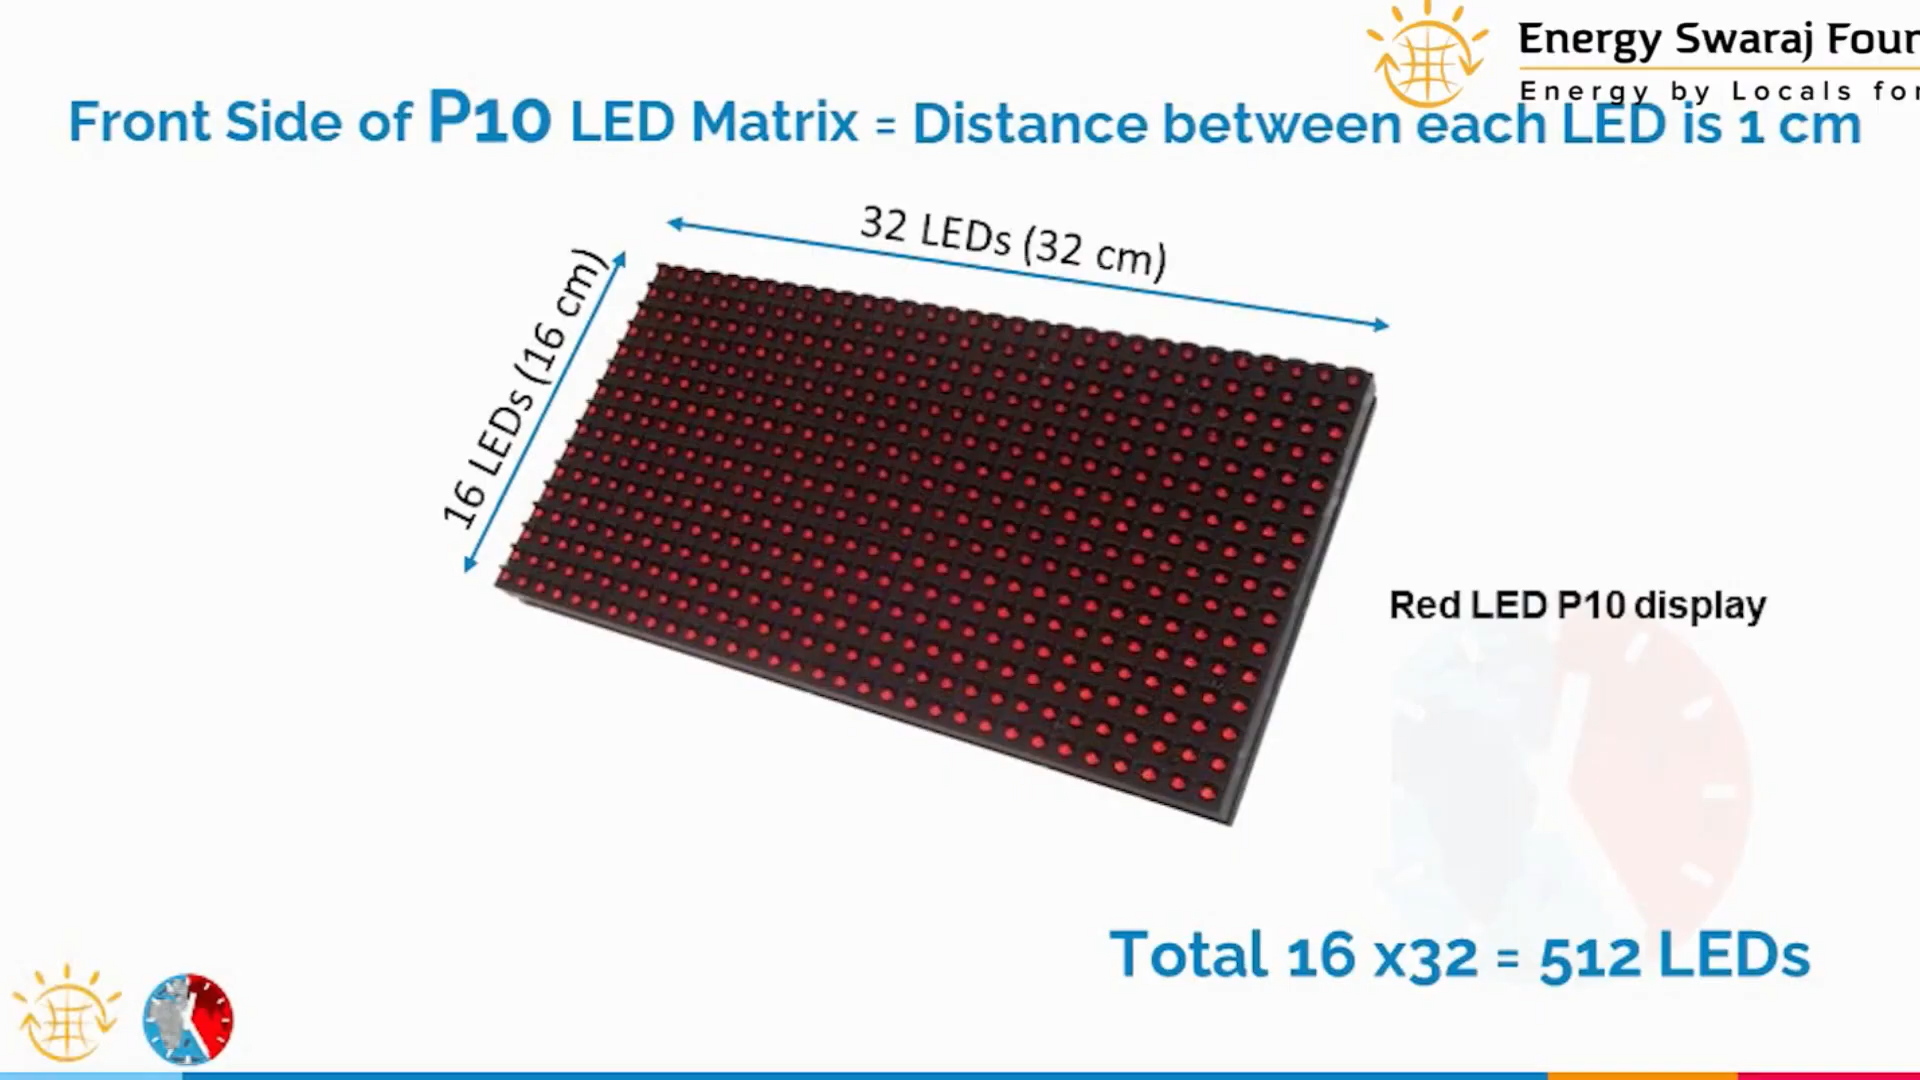 Energy Swaraj Foun
Energy by Locals for
Front Side of P10 LED Matrix = Distance between each LED is 1 cm
32 LEDs (32 cm)
16 LEDs (16 cm)
Red LED P10 display
Total 16 x32 = 512 LEDs